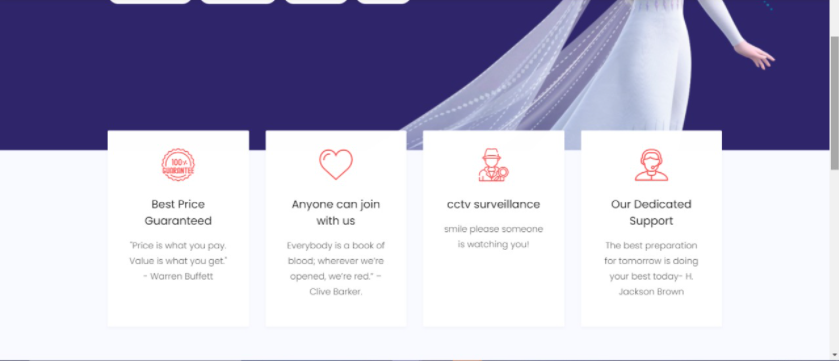 100%
GUARANTEE
Best Price
Guaranteed
"Price is what you pay.
Value is what you get."
- Warren Buffett
Anyone can join
with us
Everybody is a book of
blood; wherever we're
opened, we're red." –
Clive Barker.
cctv surveillance
smile please someone
is watching you!
Our Dedicated
Support
The best preparation
for tomorrow is doing
your best today- H.
Jackson Brown